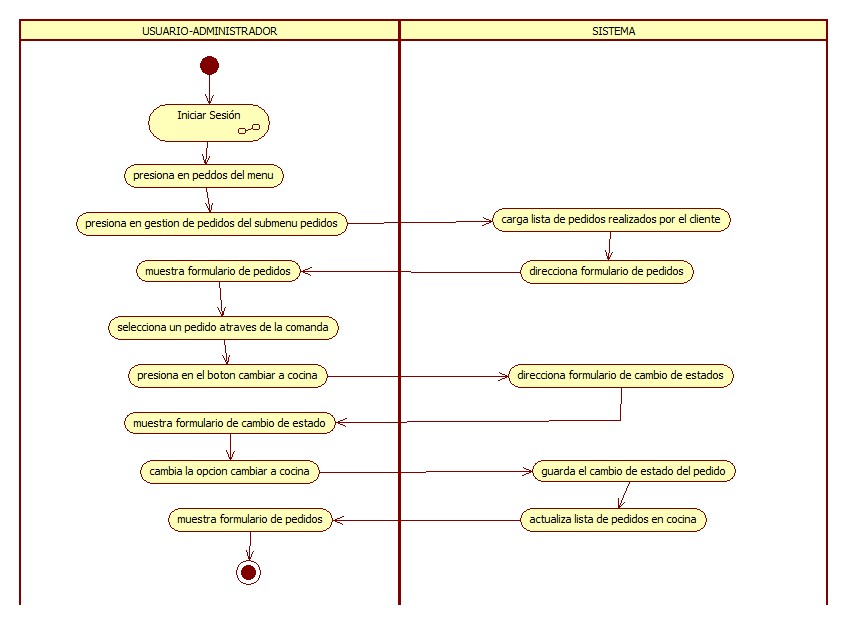 USUARIO-ADMINISTRADOR
SISTEMA
Iniciar Sesión
presiona en peddos del menu
presiona en gestion de pedidos del submenu pedidos
carga lista de pedidos realizados por el cliente
muestra formulario de pedidos
direcciona formulario de pedidos
selecciona un pedido atraves de la comanda
presiona en el boton cambiar a cocina
direcciona formulario de cambio de estados
muestra formulario de cambio de estado
cambia la opcion cambiar a cocina
guarda el cambio de estado del pedido
muestra formulario de pedidos
actualiza lista de pedidos en cocina